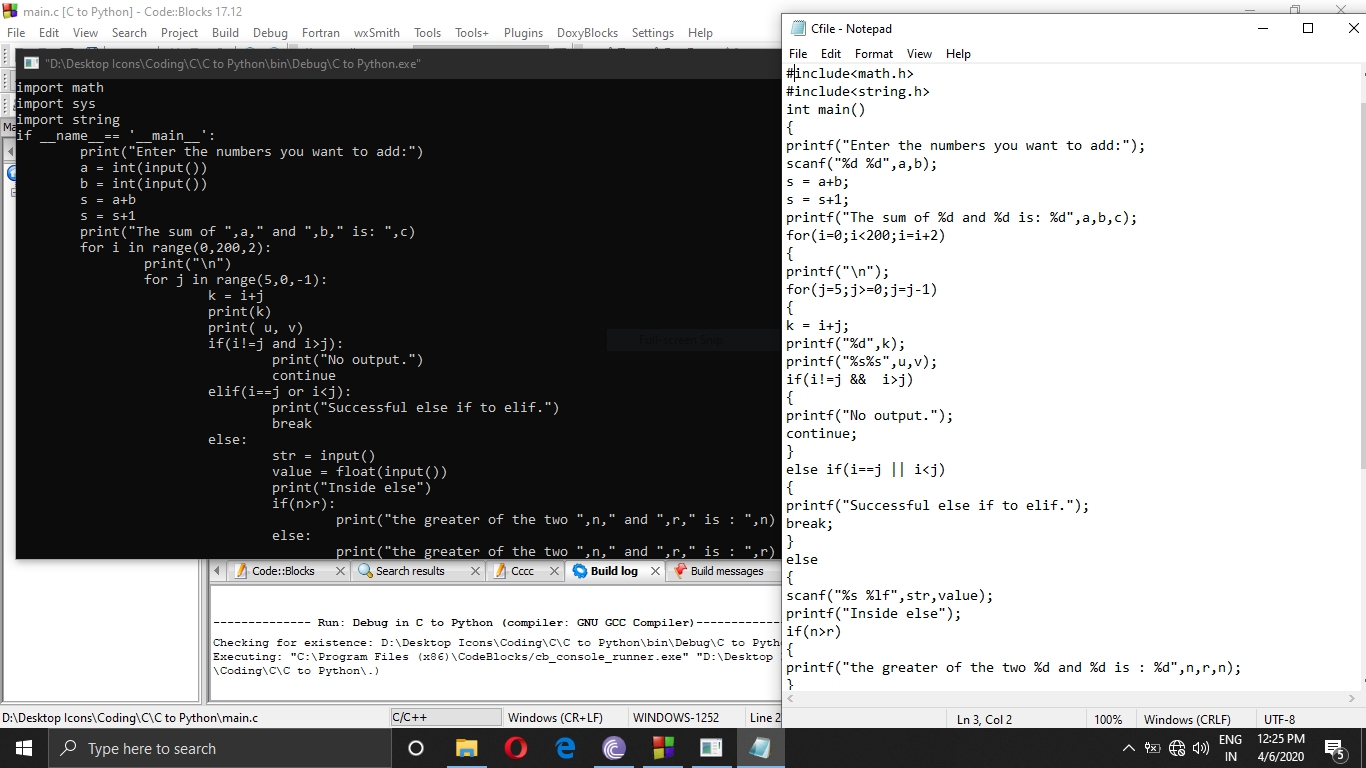 main.c [C to Python] - Code::Blocks 17.12
File Edit View Search Project Build Debug Fortran wxSmith Tools Tools+ Plugins DoxyBlocks Settings Help
"D:\Desktop Icons\Coding\C\C to Python\bin\Debug\C to Python.exe"
import math
import sys
import string
if __name__== '__main__':
print("Enter the numbers you want to add:")
a = int(input())
b = int(input())
s = a+b
s = s+1
print("The sum of ",a," and ",b," is: ",c)
for i in range(0,200,2):
print("\n")
for j in range(5,0,-1):
k = i+j
print(k)
print( u, v)
if(i!=j and i>j):
print("No output.")
continue
elif(i==j or i<j):
print("Successful else if to elif.")
break
else:
str = input()
value = float(input())
print("Inside else")
if(n>r):
print("the greater of the two ",n," and ",r," is : ",n)
else:
print("the greater of the two ",n," and ",r," is : ",r)
Full-screen Snip
Ma
Code::Blocks Search results Cccc Build log Build messages
-------------- Run: Debug in C to Python (compiler: GNU GCC Compiler)---------------
Checking for existence: D:\Desktop Icons\Coding\C\C to Python\bin\Debug\C to Pyth
Executing: "C:\Program Files (x86)\CodeBlocks/cb_console_runner.exe" "D:\Desktop
\Coding\C\C to Python\.)
D:\Desktop Icons\Coding\C\C to Python\main.c C/C++ Windows (CR+LF) WINDOWS-1252 Line 2
Cfile - Notepad
File Edit Format View Help
#include<math.h>
#include<string.h>
int main()
{
printf("Enter the numbers you want to add:");
scanf("%d %d",a,b);
s = a+b;
s = s+1;
printf("The sum of %d and %d is: %d",a,b,c);
for(i=0;i<200;i=i+2)
{
printf("\n");
for(j=5;j>=0;j=j-1)
{
k = i+j;
printf("%d",k);
printf("%s%s",u,v);
if(i!=j &&  i>j)
{
printf("No output.");
continue;
}
else if(i==j || i<j)
{
printf("Successful else if to elif.");
break;
}
else
{
scanf("%s %lf",str,value);
printf("Inside else");
if(n>r)
{
printf("the greater of the two %d and %d is : %d",n,r,n);
}
Ln 3, Col 2 100% Windows (CRLF) UTF-8
Type here to search
ENG
IN
12:25 PM
4/6/2020
5